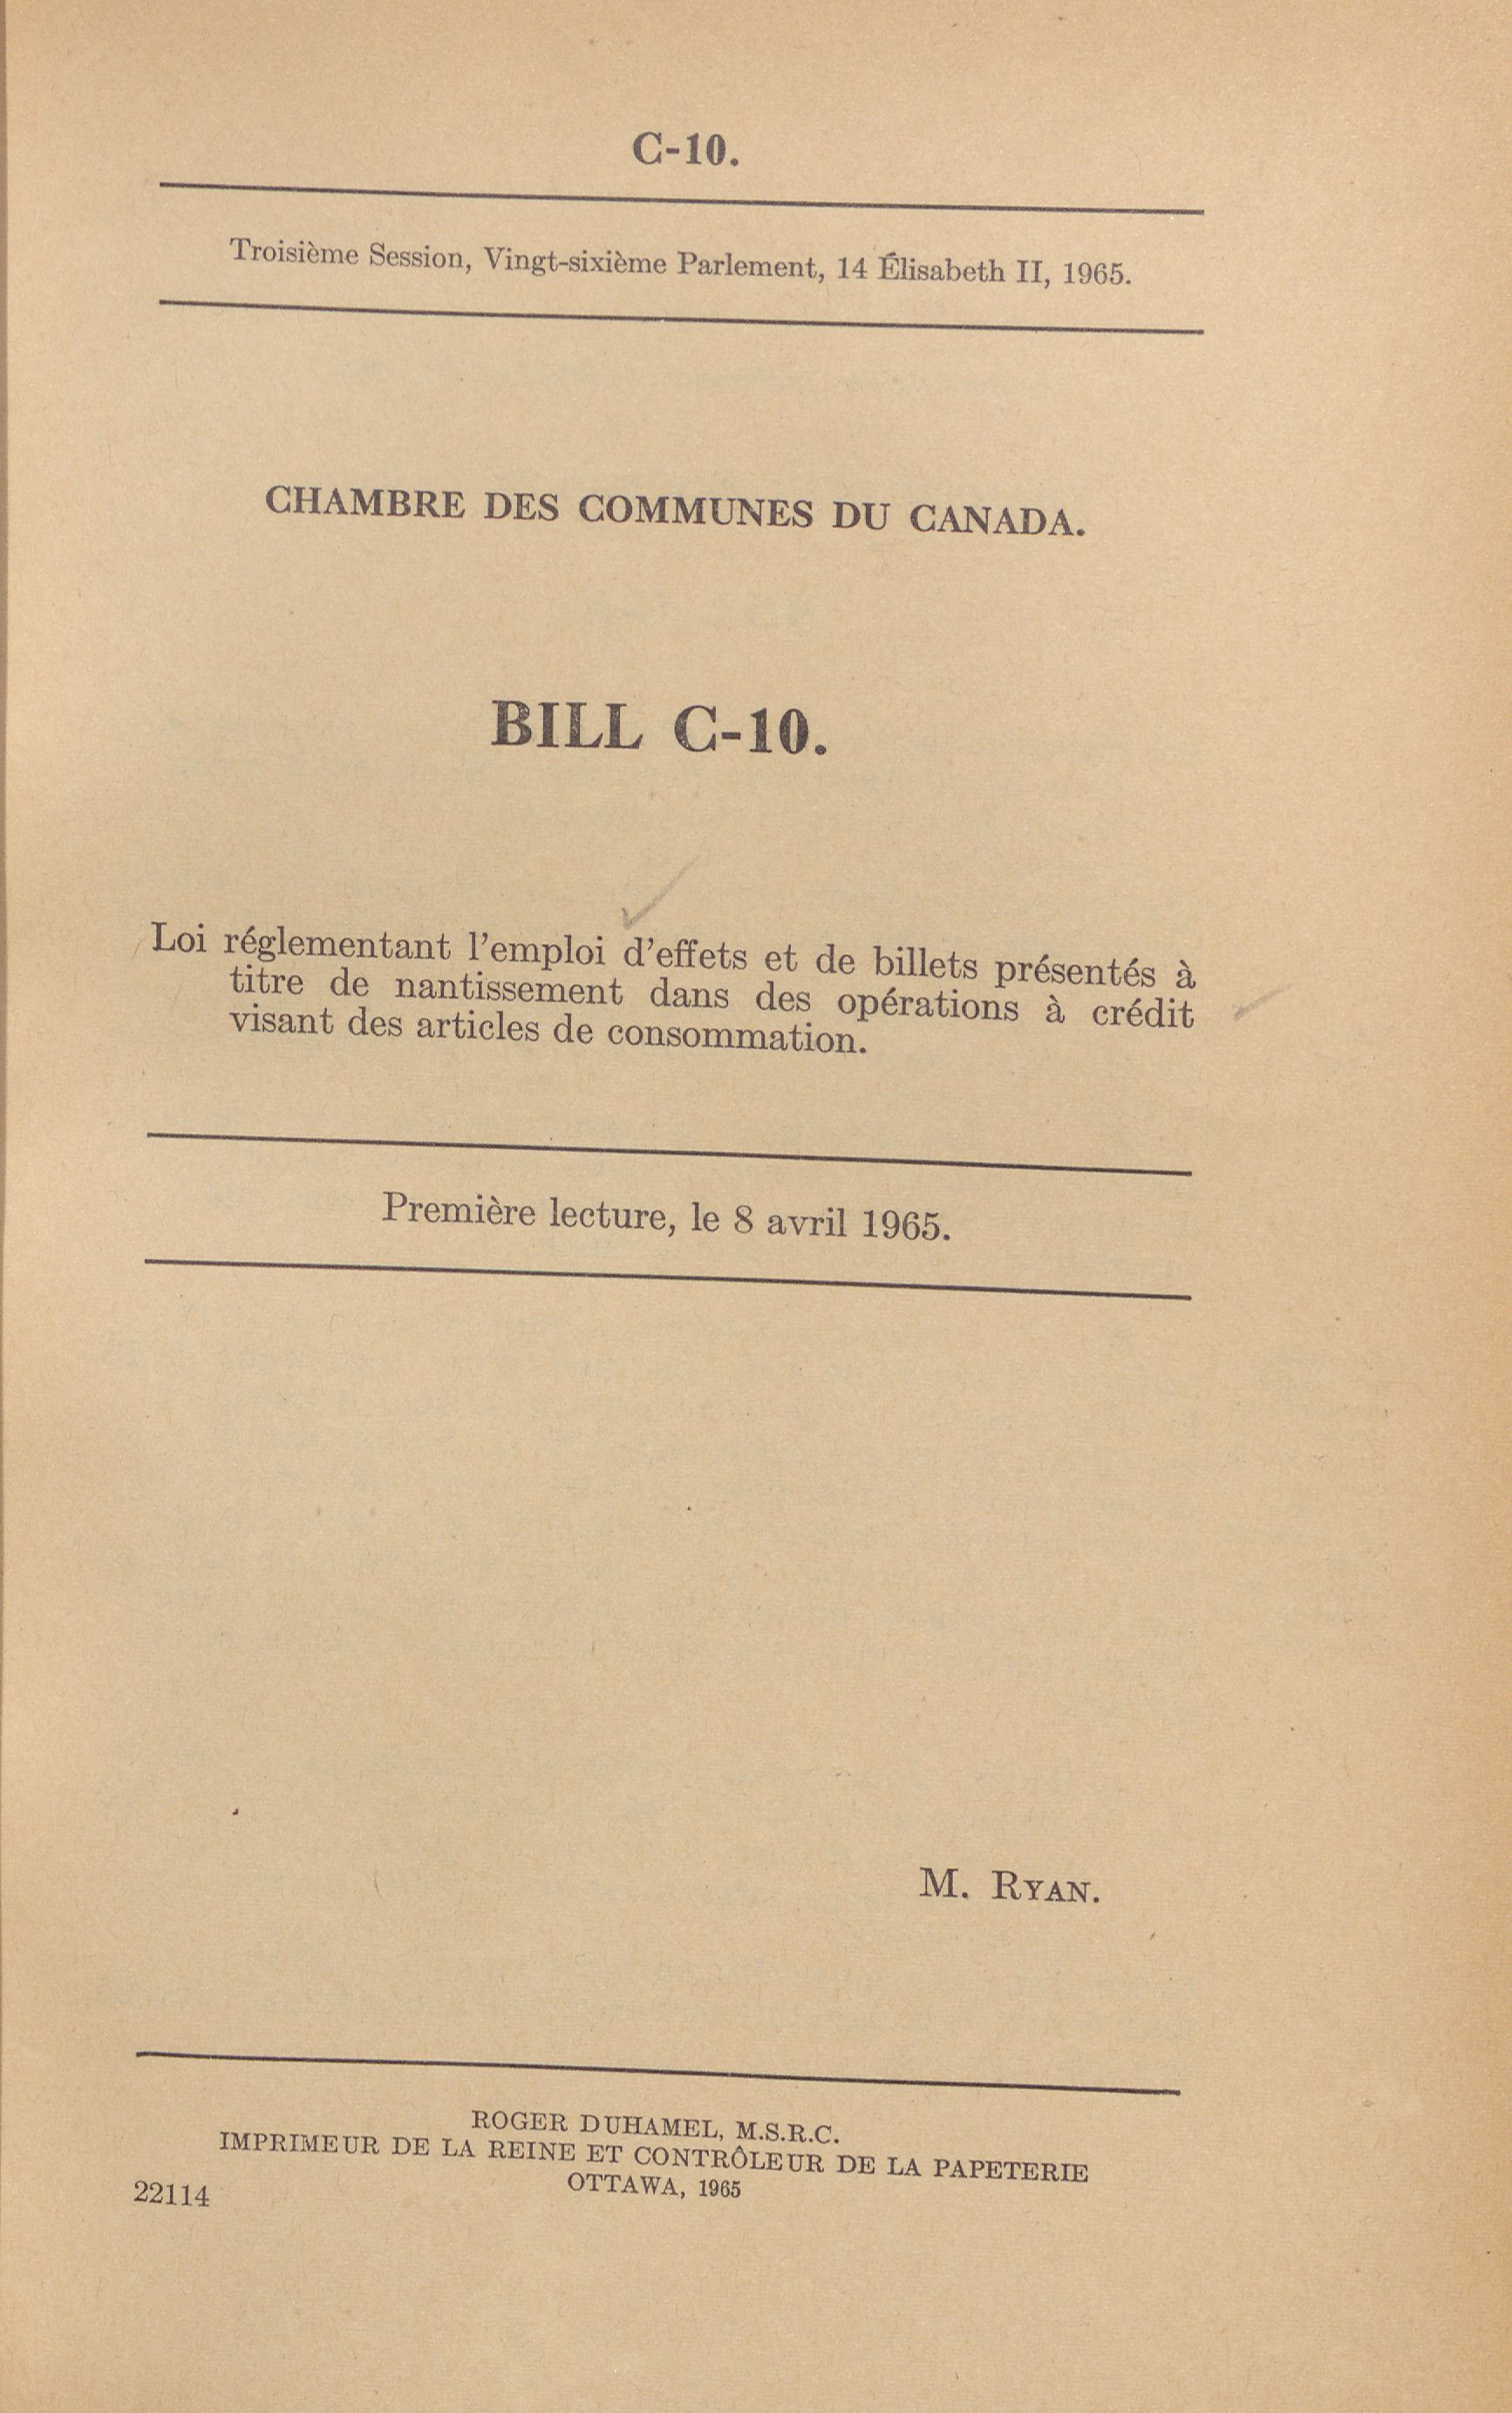 C-10.
Troisième Session, Vingt-sixième Parlement, 14 Élisabeth II, 1965.
CHAMBRE DES COMMUNES DU CANADA.
BILL C-10.
Loi réglementant l'emploi d'effets et de billets présentés à
titre de nantissement dans des opérations à crédit
visant des articles de consommation.
Première lecture, le 8 avril 1965.
M. RYAN.
ROGER DUHAMEL, M.S.R.C.
IMPRIMEUR DE LA REINE ET CONTRÔLEUR DE LA PAPETERIE
OTTAWA, 1965
22114